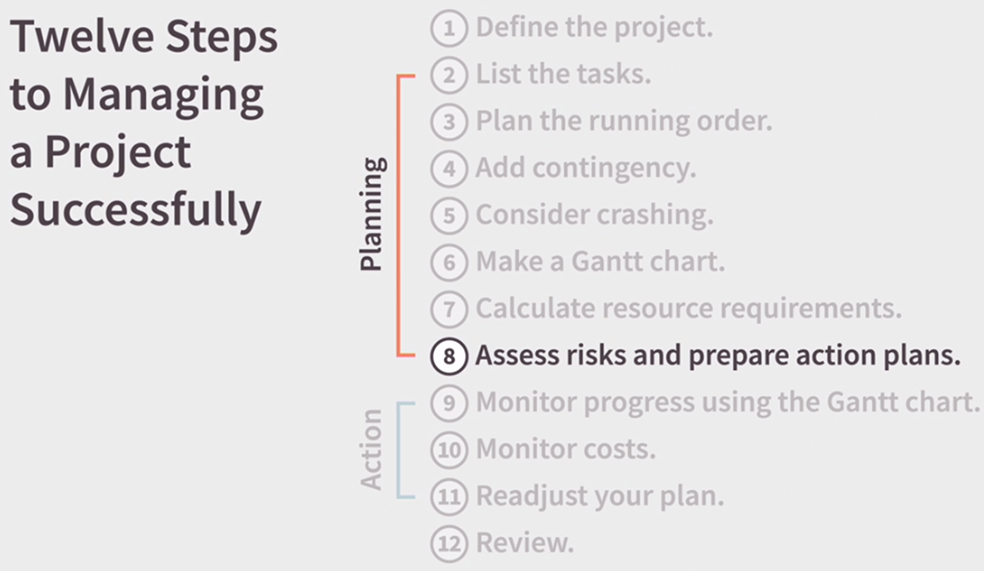 Twelve Steps
to Managing
a Project
Successfully
Planning
1 Define the project.
2 List the tasks.
3 Plan the running order.
4 Add contingency.
5 Consider crashing.
6 Make a Gantt chart.
7 Calculate resource requirements.
8 Assess risks and prepare action plans.
Action
9 Monitor progress using the Gantt chart.
10 Monitor costs.
11 Readjust your plan.
12 Review.